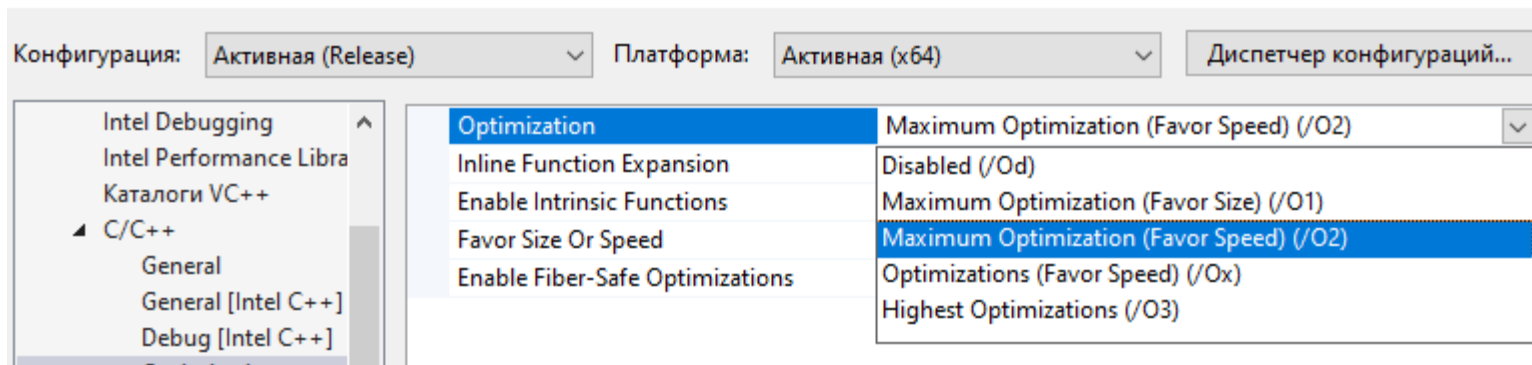 Конфигурация: Активная (Release) Платформа: Активная (x64) Диспетчер конфигураций...
Intel Debugging
Intel Performance Libra
Каталоги VC++
C/C++
General
General [Intel C++]
Debug [Intel C++]
Optimization Maximum Optimization (Favor Speed) (/O2)
Inline Function Expansion
Enable Intrinsic Functions
Favor Size Or Speed
Enable Fiber-Safe Optimizations
Disabled (/Od)
Maximum Optimization (Favor Size) (/O1)
Maximum Optimization (Favor Speed) (/O2)
Optimizations (Favor Speed) (/Ox)
Highest Optimizations (/O3)